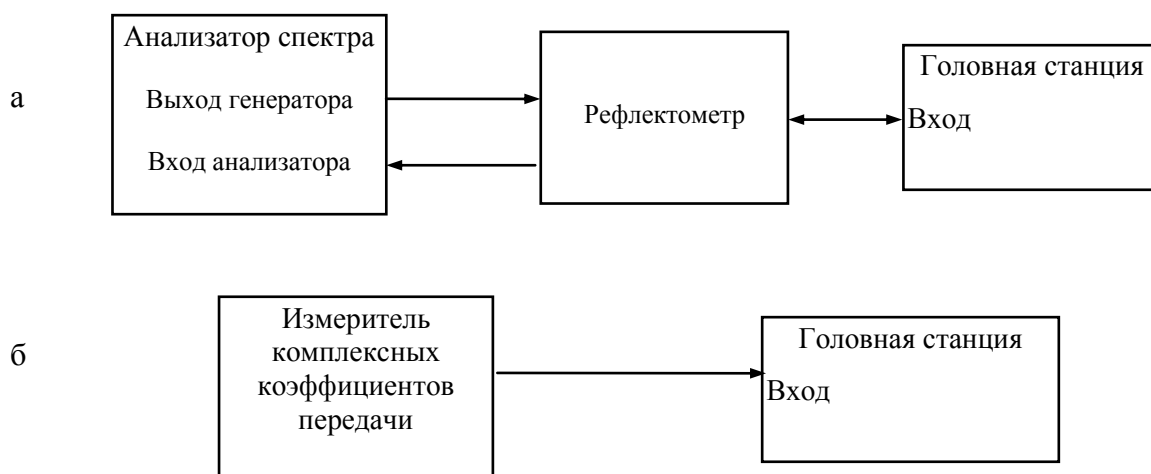 а
Анализатор спектра
Выход генератора
Вход анализатора
Рефлектометр
Головная станция
Вход
б
Измеритель
комплексных
коэффициентов
передачи
Головная станция
Вход